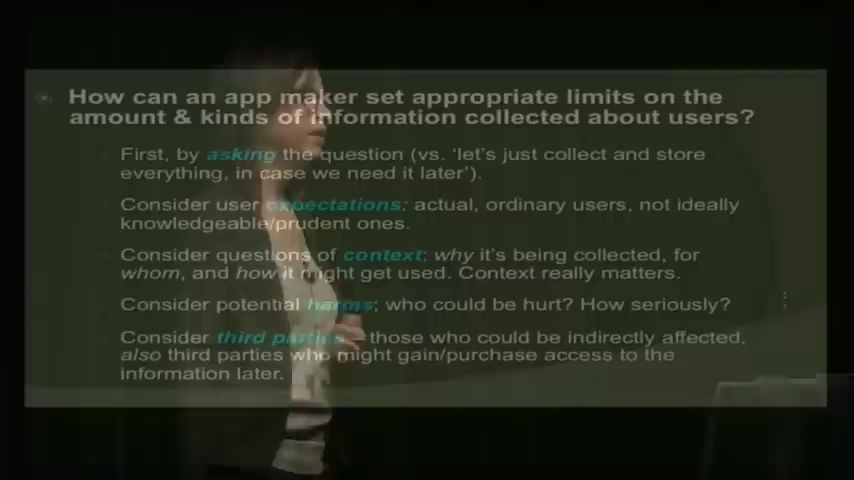 How can an app maker set appropriate limits on the
amount & kinds of information collected about users?
First, by asking the question (vs. 'let's just collect and store
everything, in case we need it later').
Consider user expectations: actual, ordinary users, not ideally
knowledgeable/prudent ones.
Consider questions of context: why it's being collected, for
whom, and how it might get used. Context really matters.
Consider potential harms; who could be hurt? How seriously?
Consider third parties: those who could be indirectly affected,
also third parties who might gain/purchase access to the
information later.